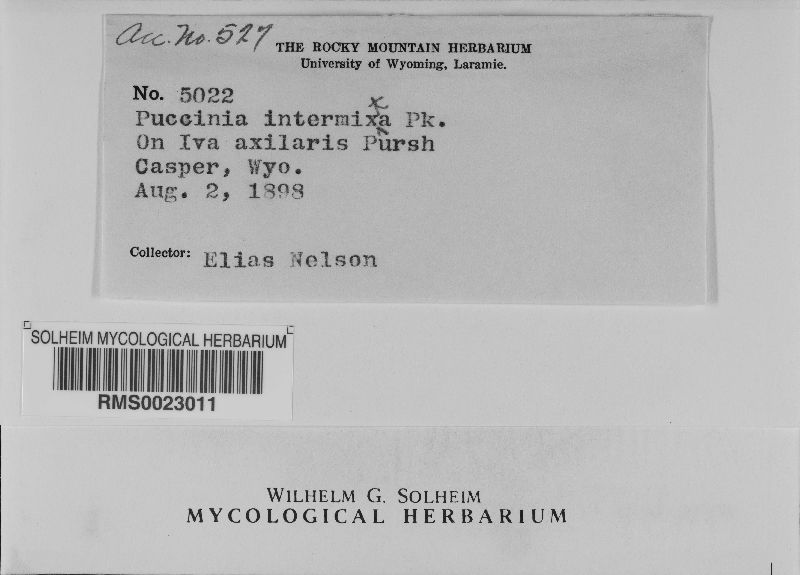 Acc. No. 527
THE ROCKY MOUNTAIN HERBARIUM
University of Wyoming, Laramie.
No. 5022
Puccinia intermixa Pk.
On Iva axilaris Pursh
Casper, Wyo.
Aug. 2, 1898
Collector: Elias Nelson
SOLHEIM MYCOLOGICAL HERBARIUM
RMS0023011
WILHELM G. SOLHEIM
MYCOLOGICAL HERBARIUM